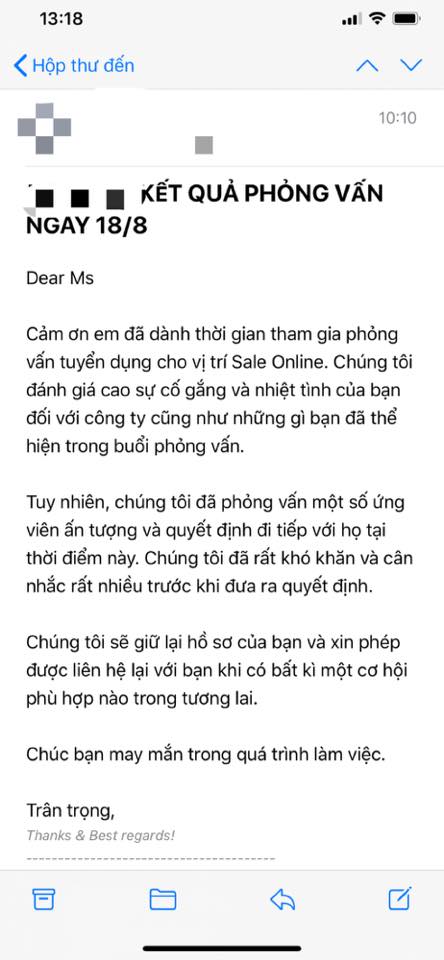 13:18
Hộp thư đến
10:10
KẾT QUẢ PHỎNG VẤN
NGAY 18/8
Dear Ms
Cảm ơn em đã dành thời gian tham gia phỏng
vấn tuyển dụng cho vị trí Sale Online. Chúng tôi
đánh giá cao sự cố gắng và nhiệt tình của bạn
đối với công ty cũng như những gì bạn đã thể
hiện trong buổi phỏng vấn.
Tuy nhiên, chúng tôi đã phỏng vấn một số ứng
viên ấn tượng và quyết định đi tiếp với họ tại
thời điểm này. Chúng tôi đã rất khó khăn và cân
nhắc rất nhiều trước khi đưa ra quyết định.
Chúng tôi sẽ giữ lại hồ sơ của bạn và xin phép
được liên hệ lại với bạn khi có bất kì một cơ hội
phù hợp nào trong tương lai.
Chúc bạn may mắn trong quá trình làm việc.
Trân trọng,
Thanks & Best regards!
---------------------------------------